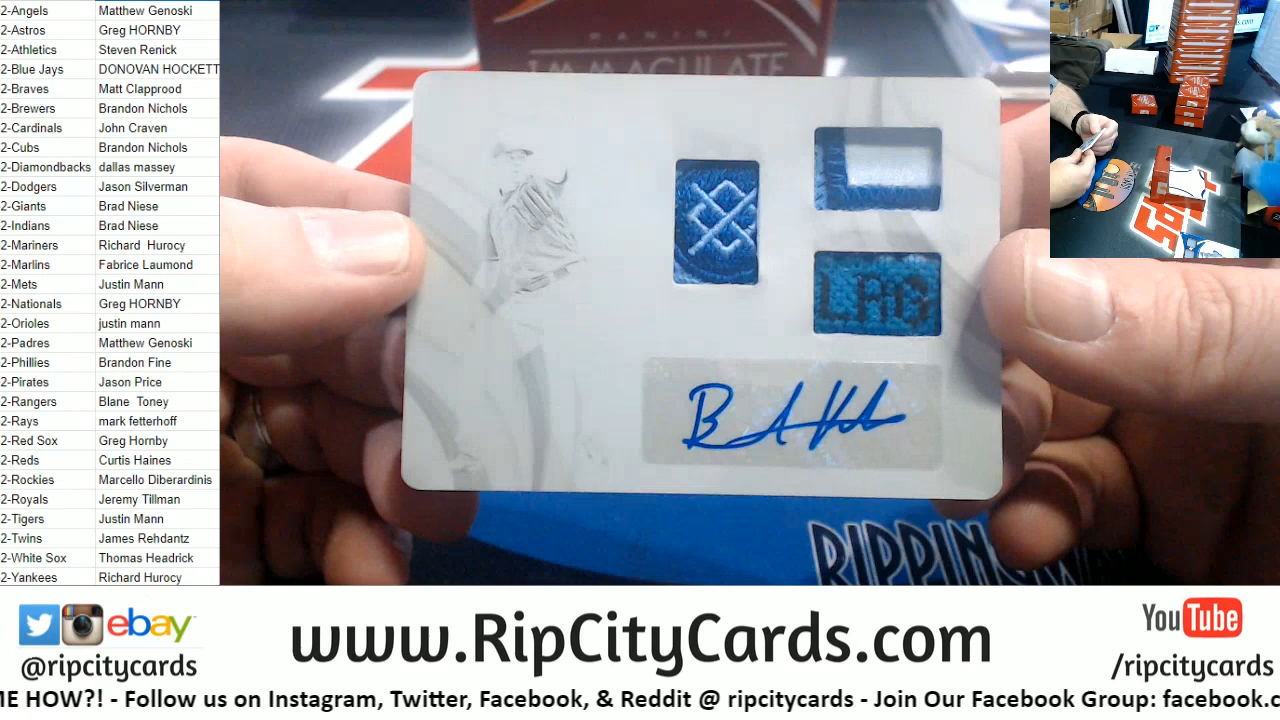 2-Angels Matthew Genoski
2-Astros Greg HORNBY
2-Athletics Steven Renick
2-Blue Jays DONOVAN HOCKETT
2-Braves Matt Clapprood
2-Brewers Brandon Nichols
2-Cardinals John Craven
2-Cubs Brandon Nichols
2-Diamondbacks dallas massey
2-Dodgers Jason Silverman
2-Giants Brad Niese
2-Indians Brad Niese
2-Mariners Richard Hurocy
2-Marlins Fabrice Laumond
2-Mets Justin Mann
2-Nationals Greg HORNBY
2-Orioles justin mann
2-Padres Matthew Genoski
2-Phillies Brandon Fine
2-Pirates Jason Price
2-Rangers Blane Toney
2-Rays mark fetterhoff
2-Red Sox Greg Hornby
2-Reds Curtis Haines
2-Rockies Marcello Diberardinis
2-Royals Jeremy Tillman
2-Tigers Justin Mann
2-Twins James Rehdantz
2-White Sox Thomas Headrick
2-Yankees Richard Hurocy
PANINI
IMMACULATE
LAG
RIPPIN
s.com
ebay
@ripcitycards
www.RipCityCards.com
YouTube
/ripcitycards
ME HOW?! - Follow us on Instagram, Twitter, Facebook, & Reddit @ ripcitycards - Join Our Facebook Group: facebook.c